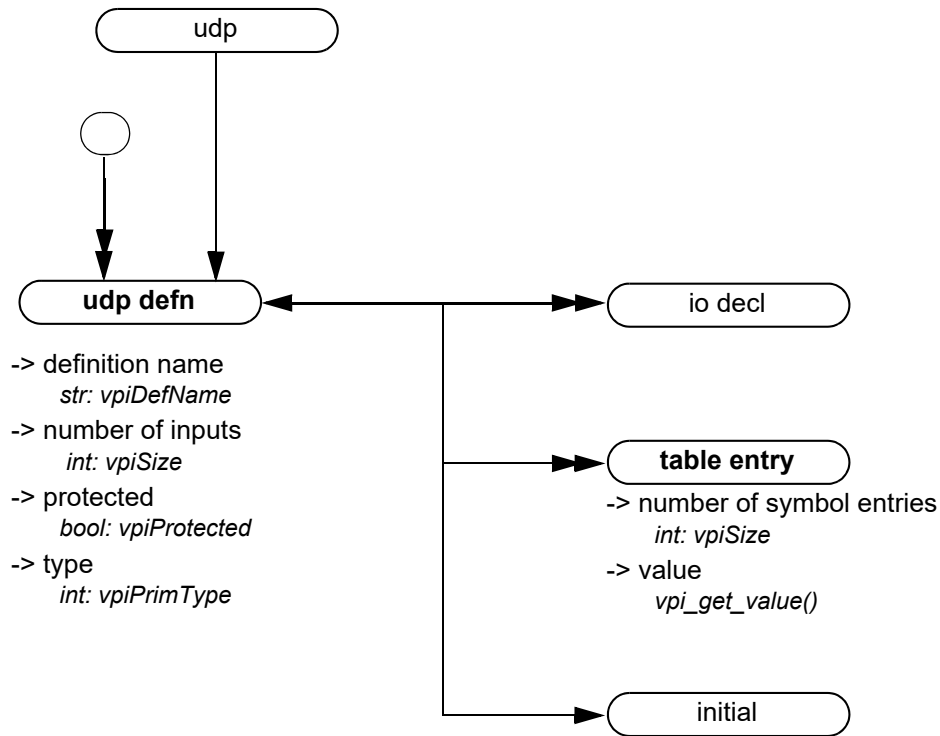 udp
udp defn
-> definition name
str: vpiDefName
-> number of inputs
int: vpiSize
-> protected
bool: vpiProtected
-> type
int: vpiPrimType
io decl
table entry
-> number of symbol entries
int: vpiSize
-> value
vpi_get_value()
initial